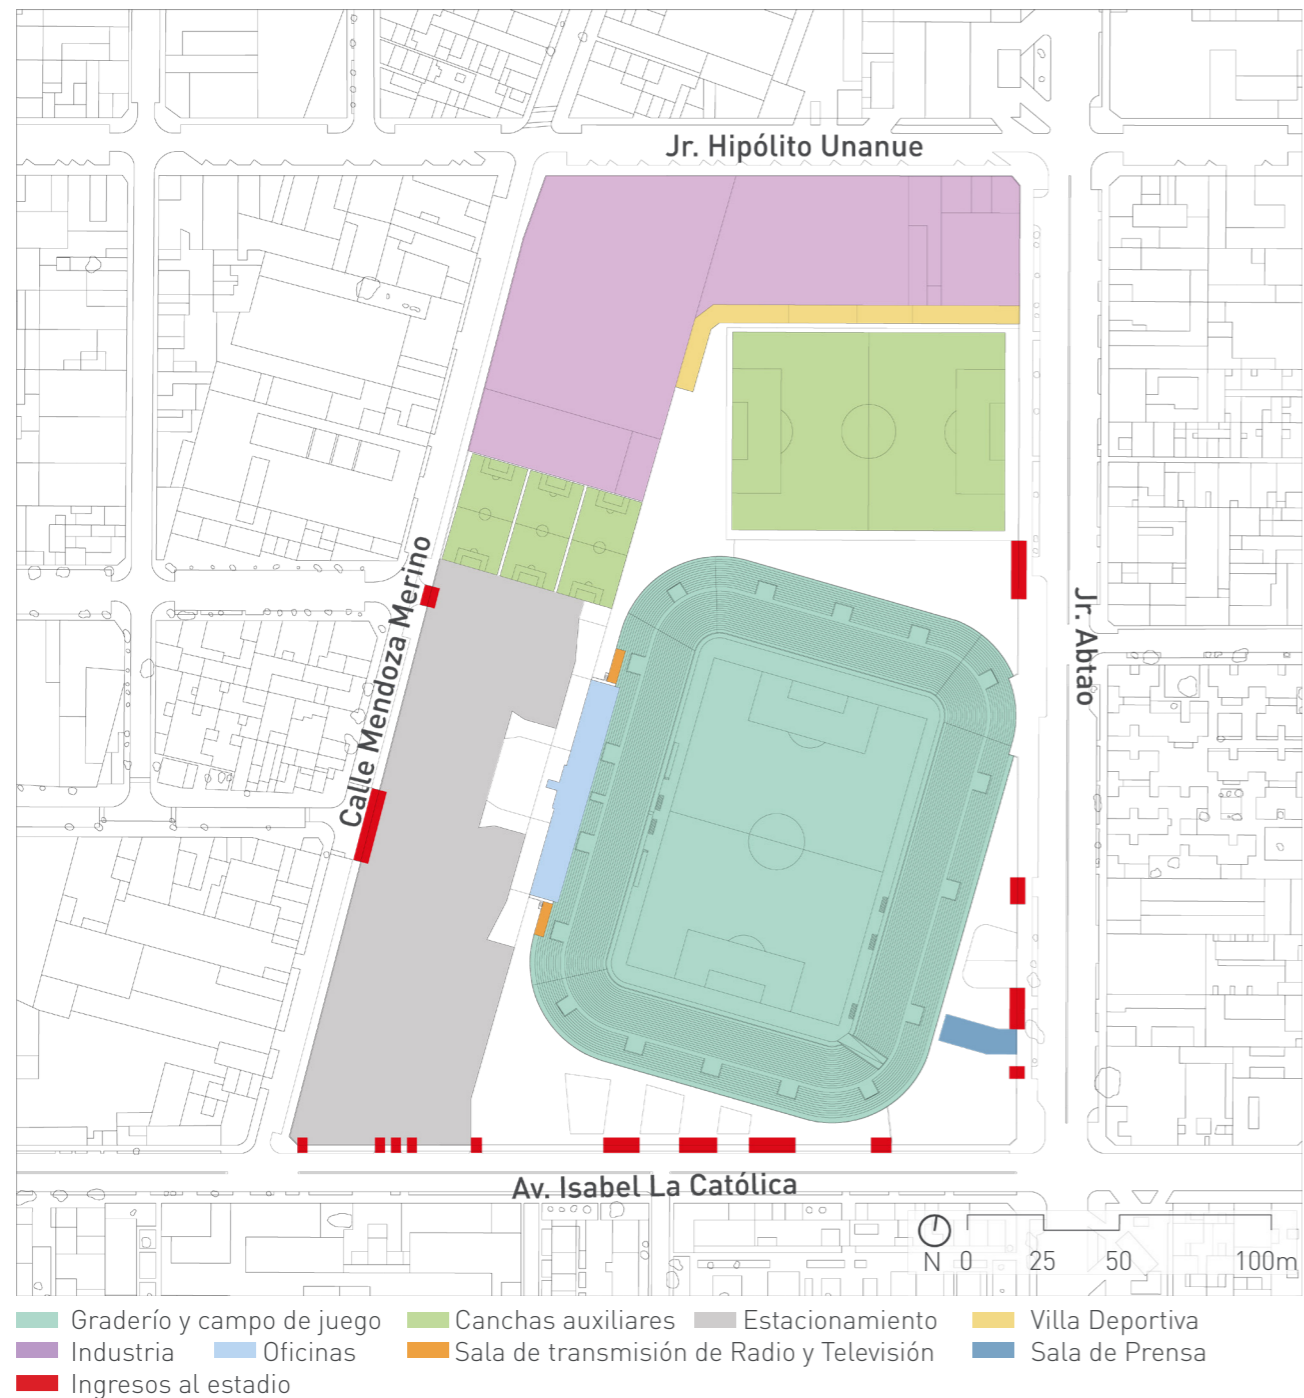 Jr. Hipólito Unanue
Calle Mendoza Merino
Jr. Abtao
Av. Isabel La Católica
N 0 25 50 100m
Graderío y campo de juego Canchas auxiliares Estacionamiento Villa Deportiva
Industria Oficinas Sala de transmisión de Radio y Televisión Sala de Prensa
Ingresos al estadio